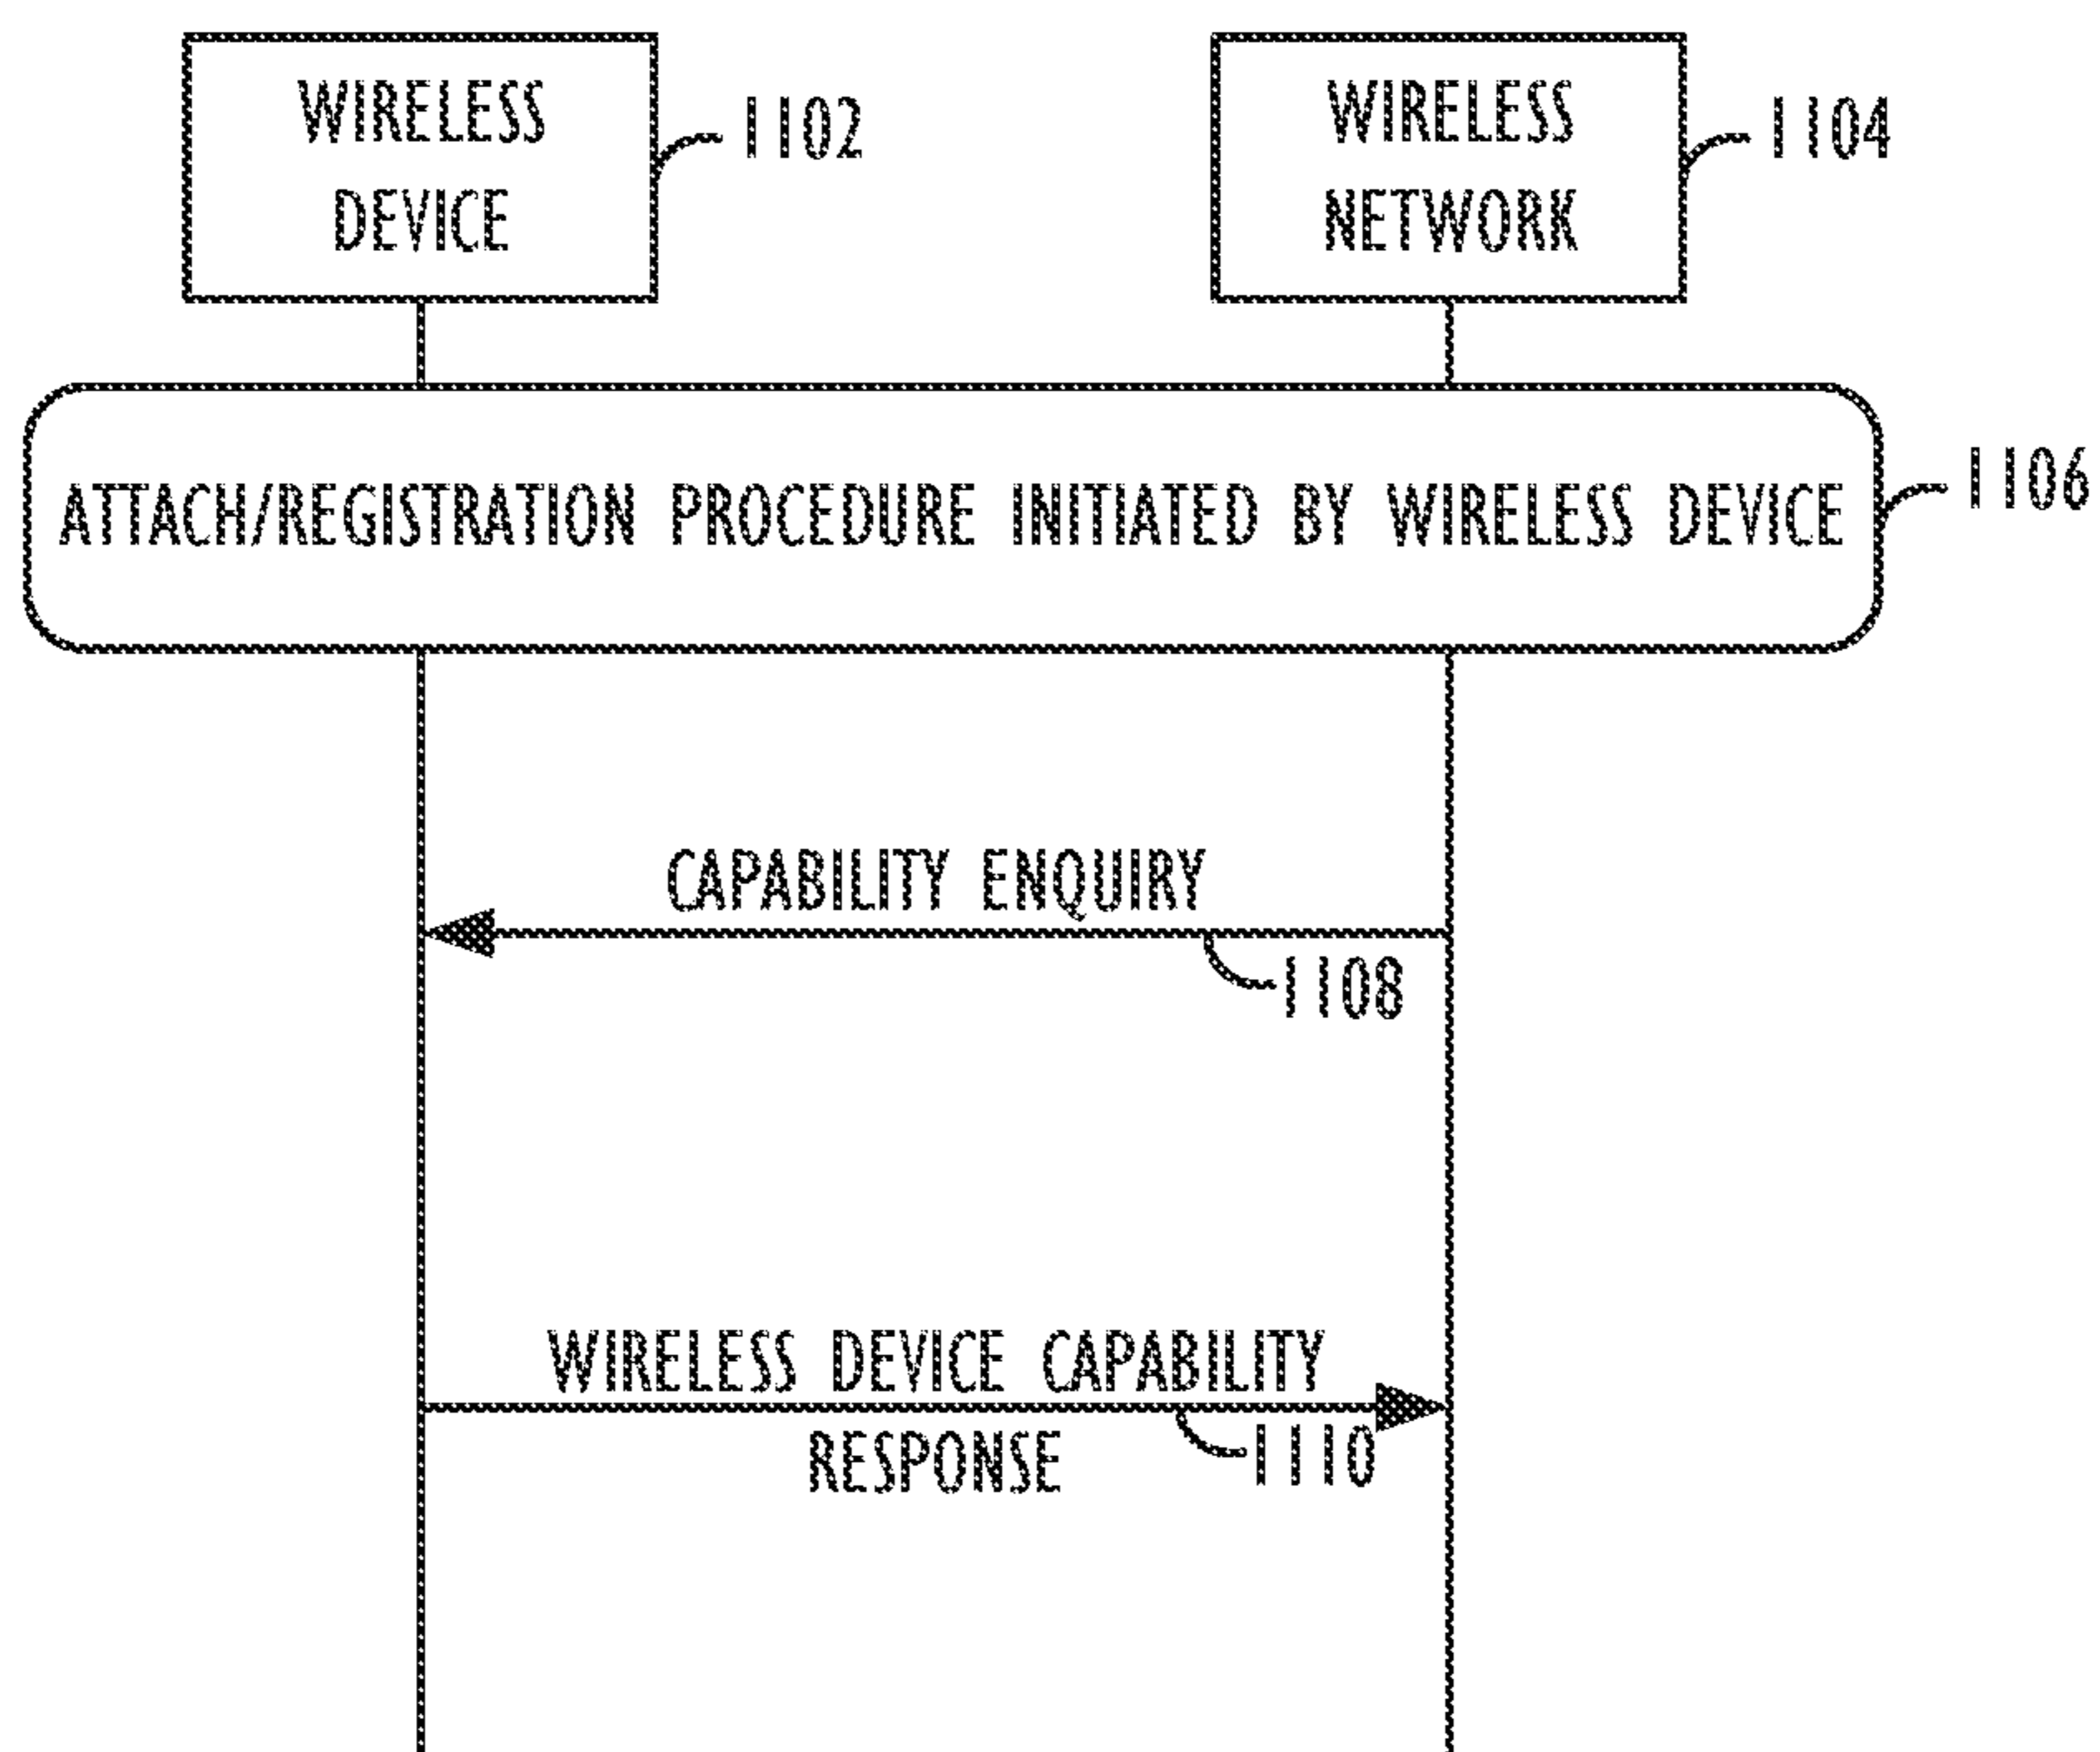 WIRELESS
DEVICE
1102
WIRELESS
NETWORK
1104
ATTACH/REGISTRATION PROCEDURE INITIATED BY WIRELESS DEVICE
1106
CAPABILITY ENQUIRY
1108
WIRELESS DEVICE CAPABILITY
RESPONSE
1110